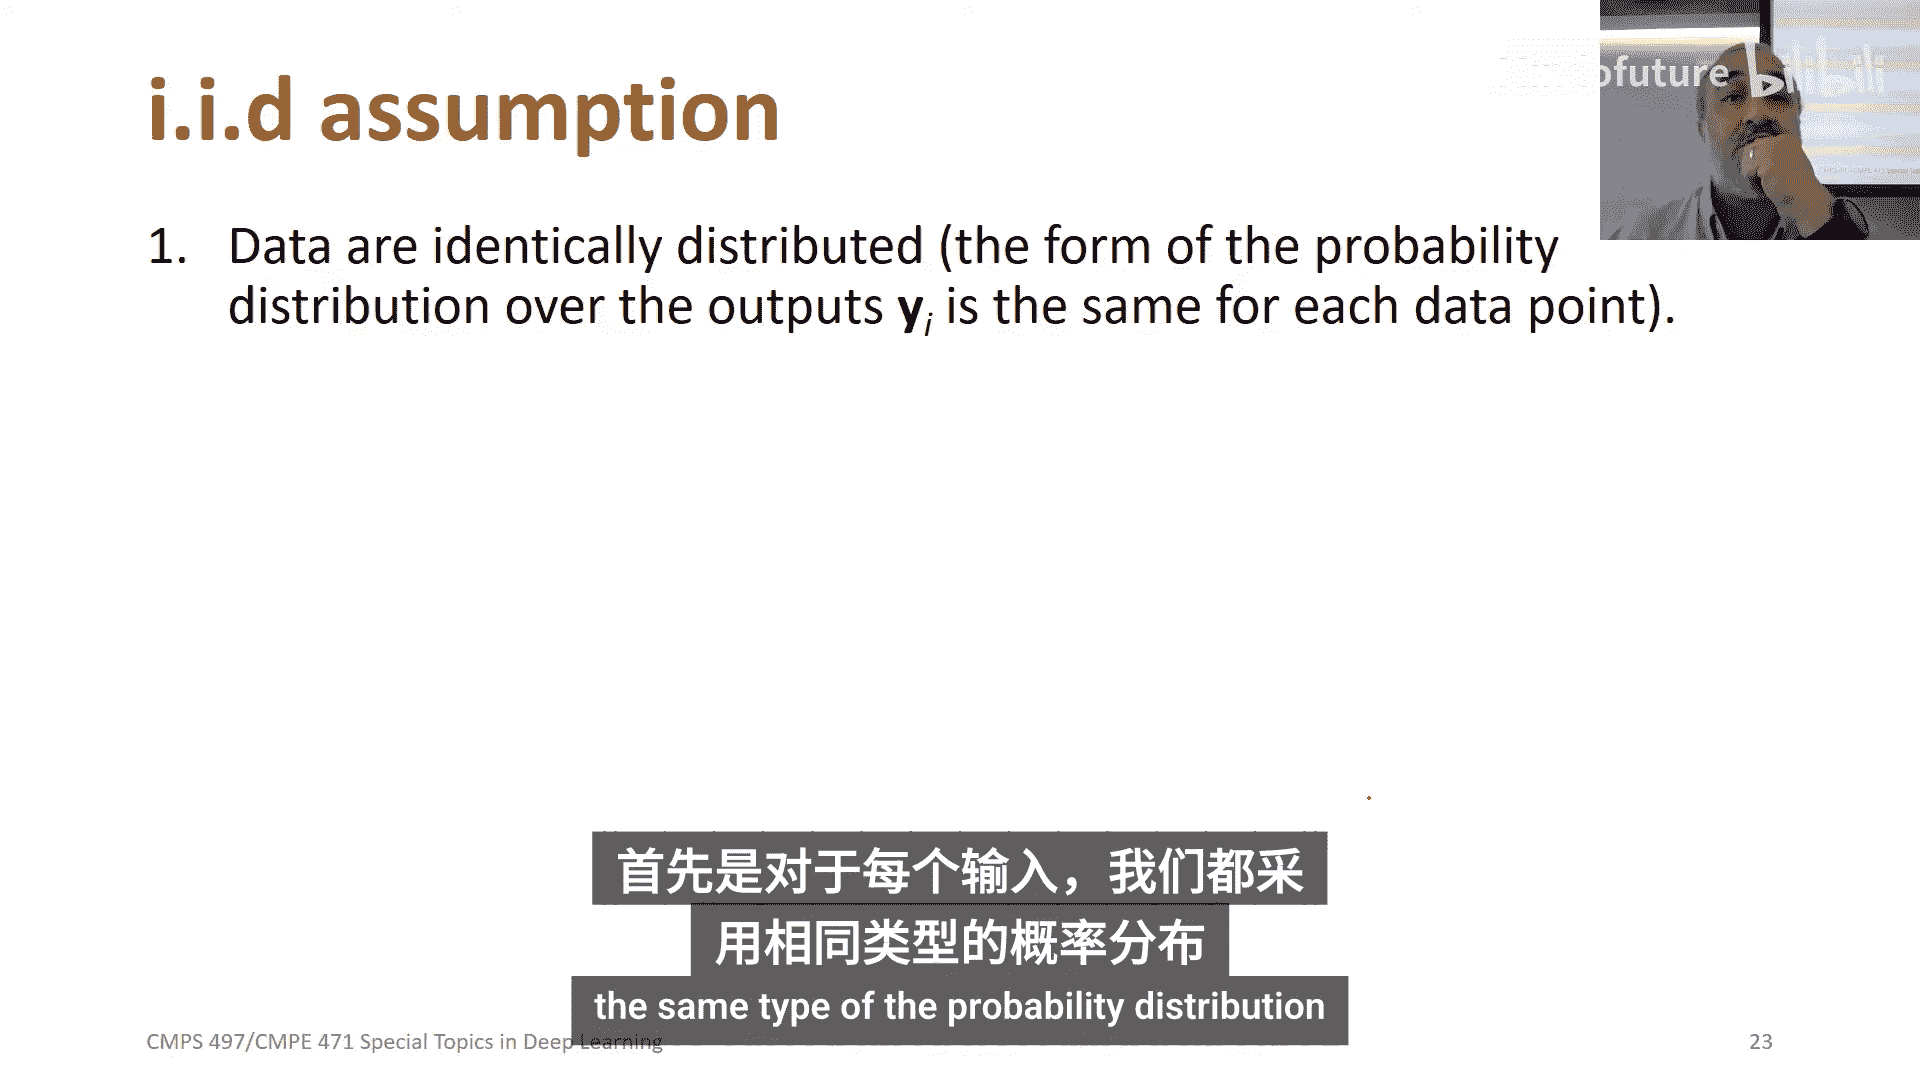 i.i.d assumption
ofuture bilibili
1. Data are identically distributed (the form of the probability
distribution over the outputs yᵢ is the same for each data point).
首先是对于每个输入，我们都采
用相同类型的概率分布
the same type of the probability distribution
CMPS 497/CMPE 471 Special Topics in Deep Learning
23